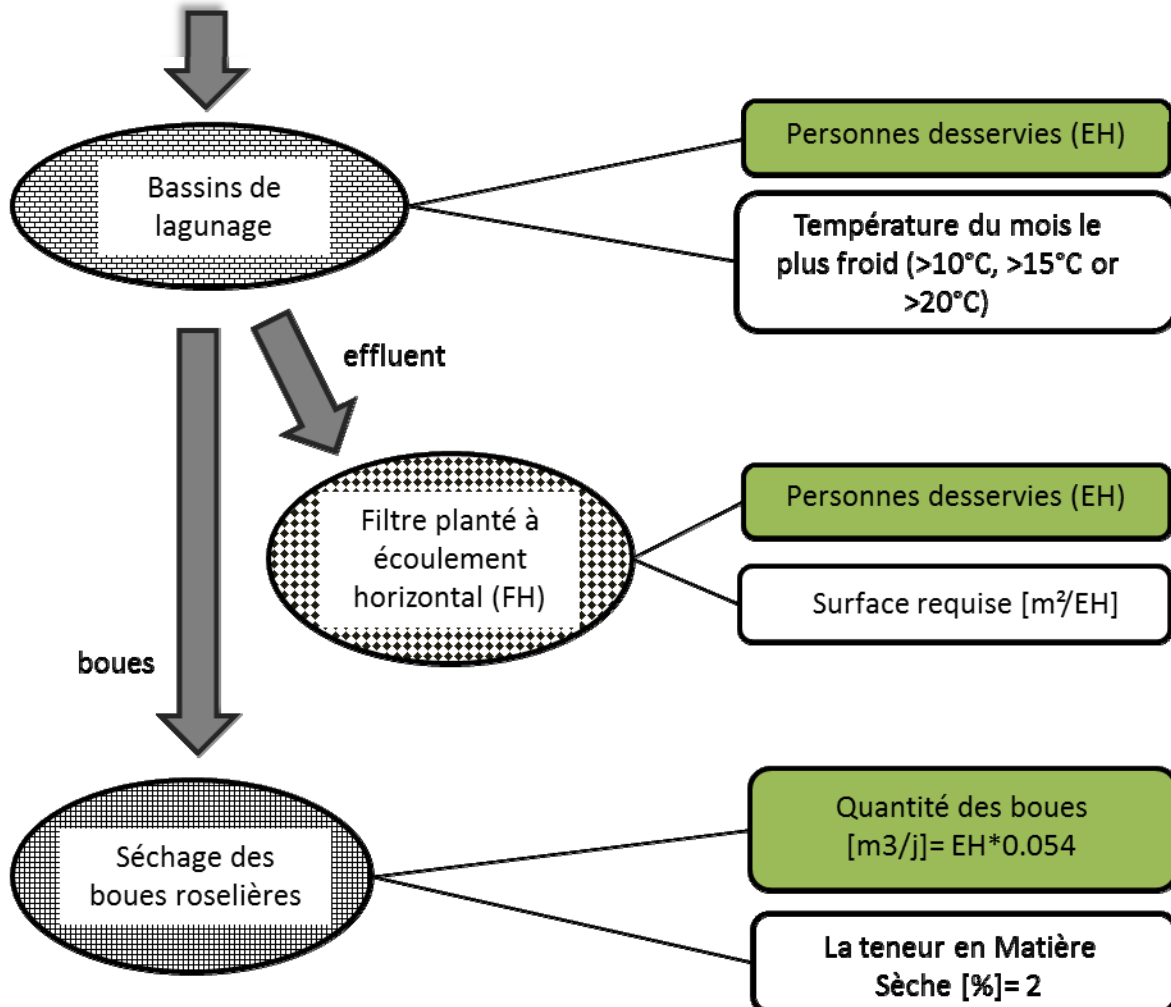 Personnes desservies (EH)
Bassins de
lagunage
Température du mois le
plus froid (>10°C, >15°C or
>20°C)
effluent
Personnes desservies (EH)
Filtre planté à
écoulement
horizontal (FH)
Surface requise [m²/EH]
boues
Quantité des boues
[m3/j]= EH*0.054
Séchage des
boues roselières
La teneur en Matière
Sèche [%]= 2